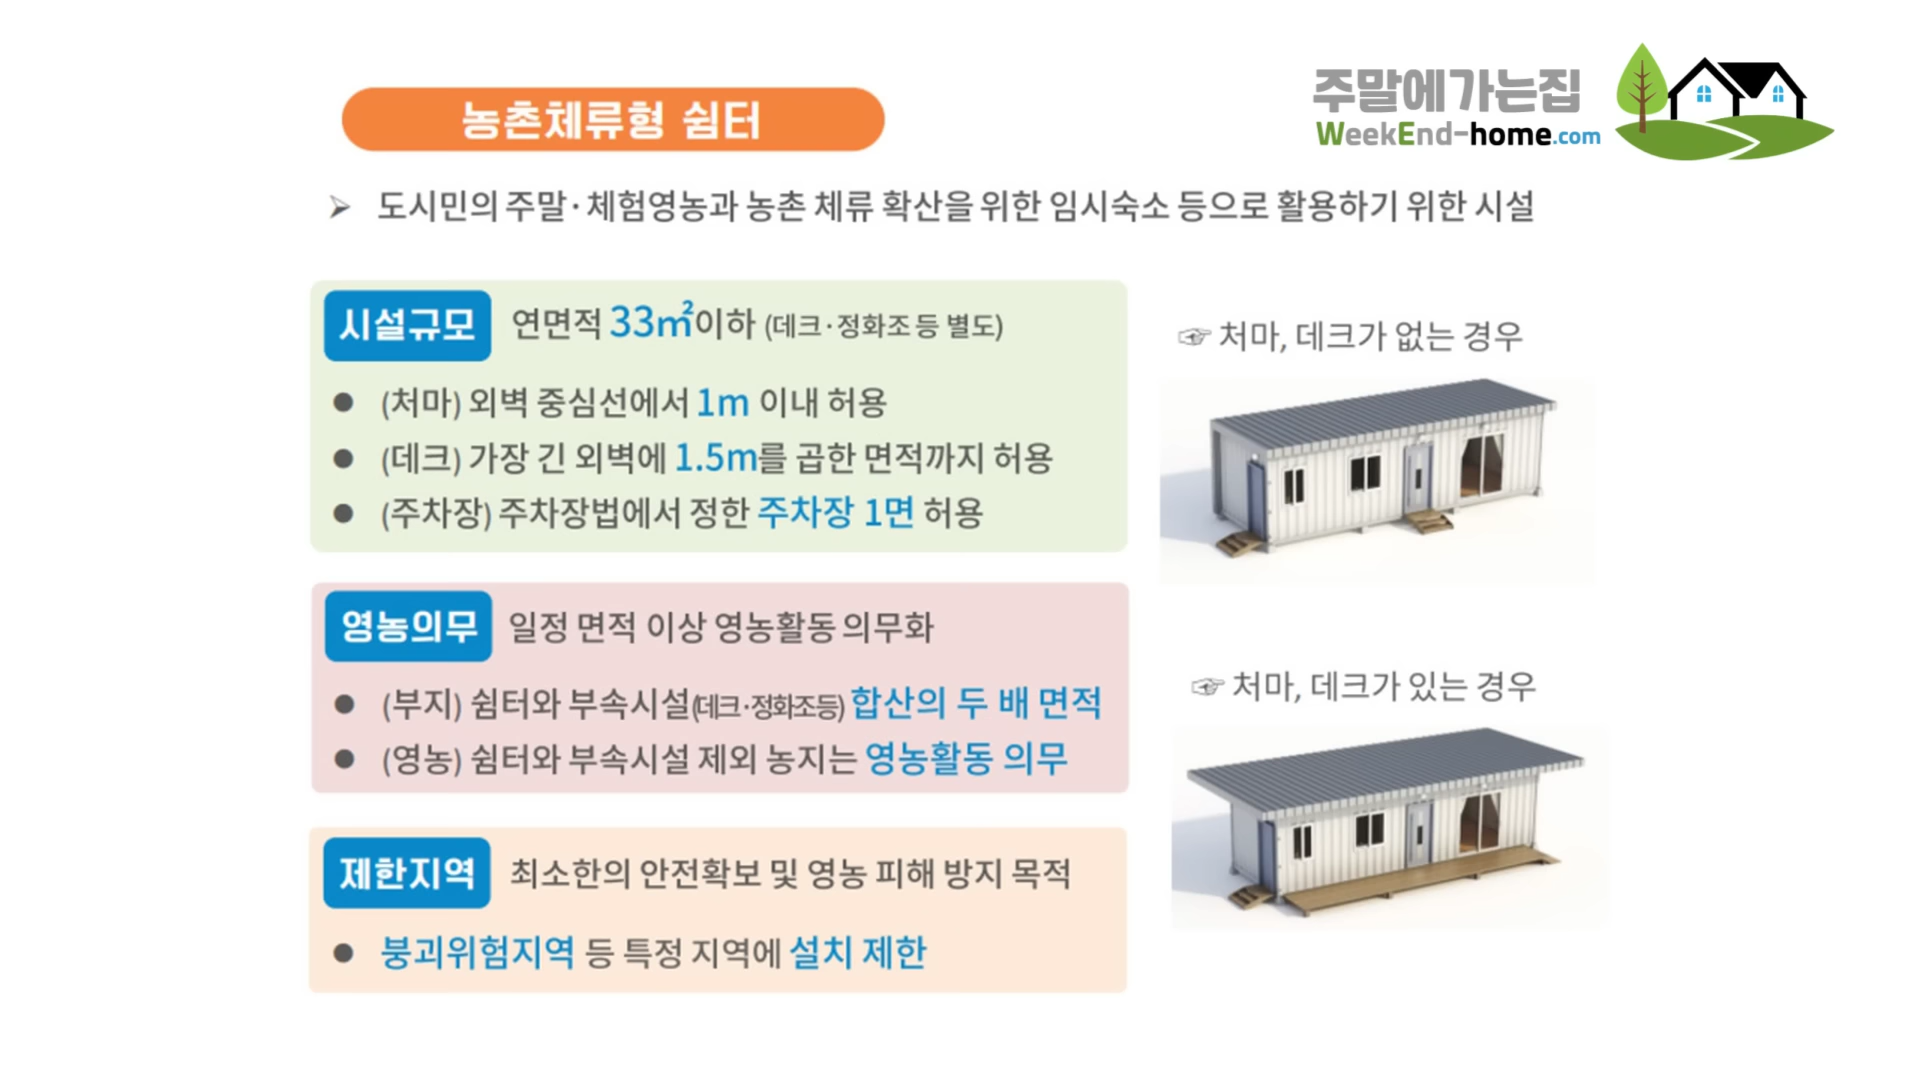 주말에가는집
WeekEnd-home.com
농촌체류형 쉼터
➢ 도시민의 주말·체험영농과 농촌 체류 확산을 위한 임시숙소 등으로 활용하기 위한 시설
시설규모 연면적 33㎡이하 (데크·정화조 등 별도)
● (처마) 외벽 중심선에서 1m 이내 허용
● (데크) 가장 긴 외벽에 1.5m를 곱한 면적까지 허용
● (주차장) 주차장법에서 정한 주차장 1면 허용
☞ 처마, 데크가 없는 경우
영농의무 일정 면적 이상 영농활동 의무화
● (부지) 쉼터와 부속시설(데크·정화조등) 합산의 두 배 면적
● (영농) 쉼터와 부속시설 제외 농지는 영농활동 의무
☞ 처마, 데크가 있는 경우
제한지역 최소한의 안전확보 및 영농 피해 방지 목적
● 붕괴위험지역 등 특정 지역에 설치 제한